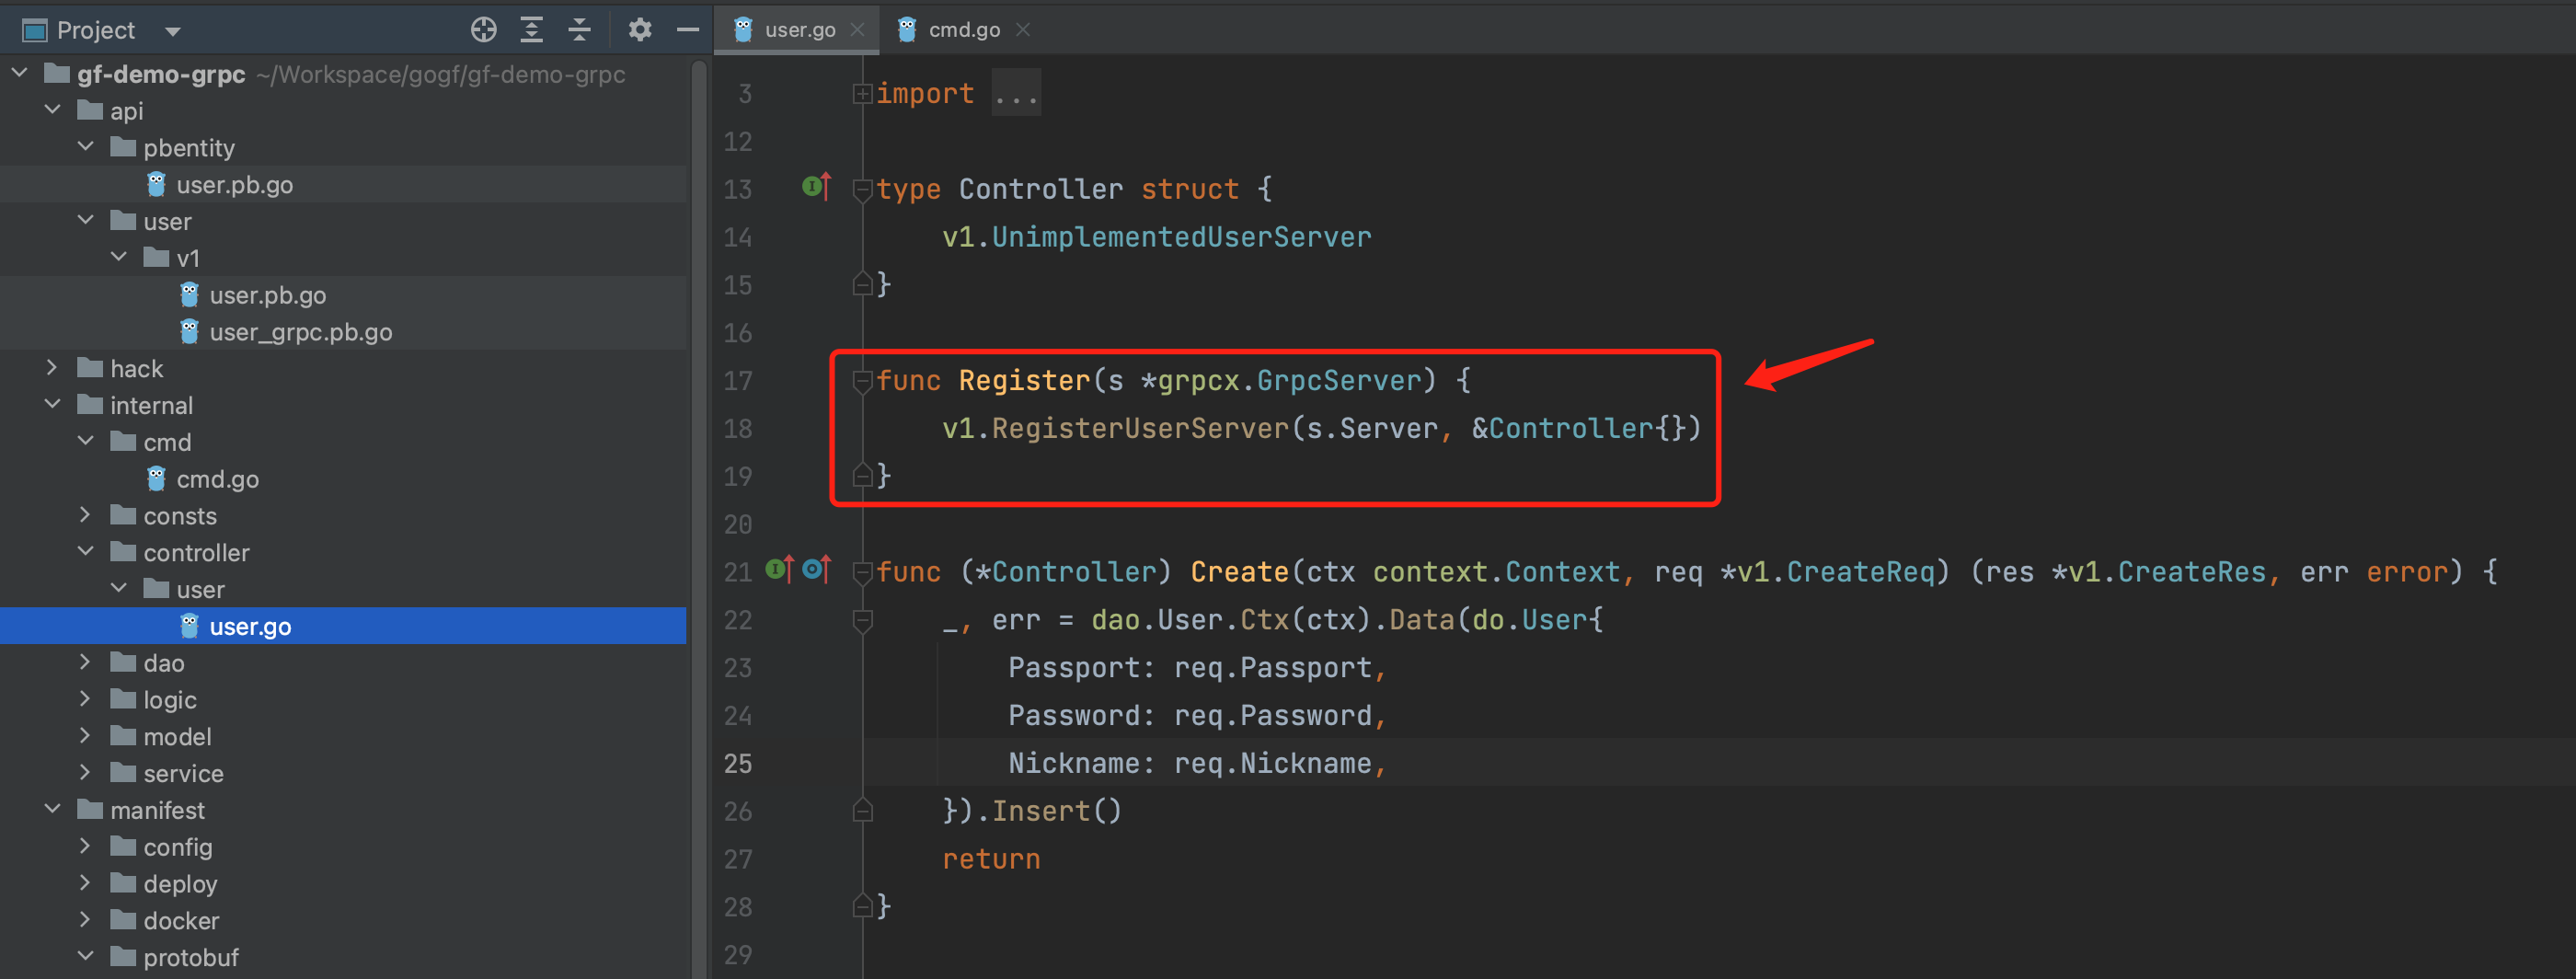 Project
gf-demo-grpc ~/Workspace/gogf/gf-demo-grpc
api
pbentity
user.pb.go
user
v1
user.pb.go
user_grpc.pb.go
hack
internal
cmd
cmd.go
consts
controller
user
user.go
dao
logic
model
service
manifest
config
deploy
docker
protobuf
user.go cmd.go
3 import ...
12
13 type Controller struct {
14 v1.UnimplementedUserServer
15 }
16
17 func Register(s *grpcx.GrpcServer) {
18 v1.RegisterUserServer(s.Server, &Controller{})
19 }
20
21 func (*Controller) Create(ctx context.Context, req *v1.CreateReq) (res *v1.CreateRes, err error) {
22 _, err = dao.User.Ctx(ctx).Data(do.User{
23 Passport: req.Passport,
24 Password: req.Password,
25 Nickname: req.Nickname,
26 }).Insert()
27 return
28 }
29